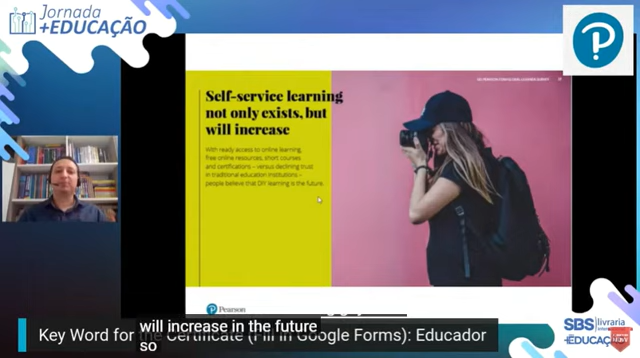 Jornada
+EDUCAÇÃO
Self-service learning
not only exists, but
will increase
With ready access to online learning,
free online resources, short courses
and certifications – versus declining trust
in traditional education institutions –
people believe that DIY learning is the future.
Pearson
will increase in the future
so
Key Word for the Certificate (Fill in Google Forms): Educador
SBS livraria
+EDUCAÇÃO